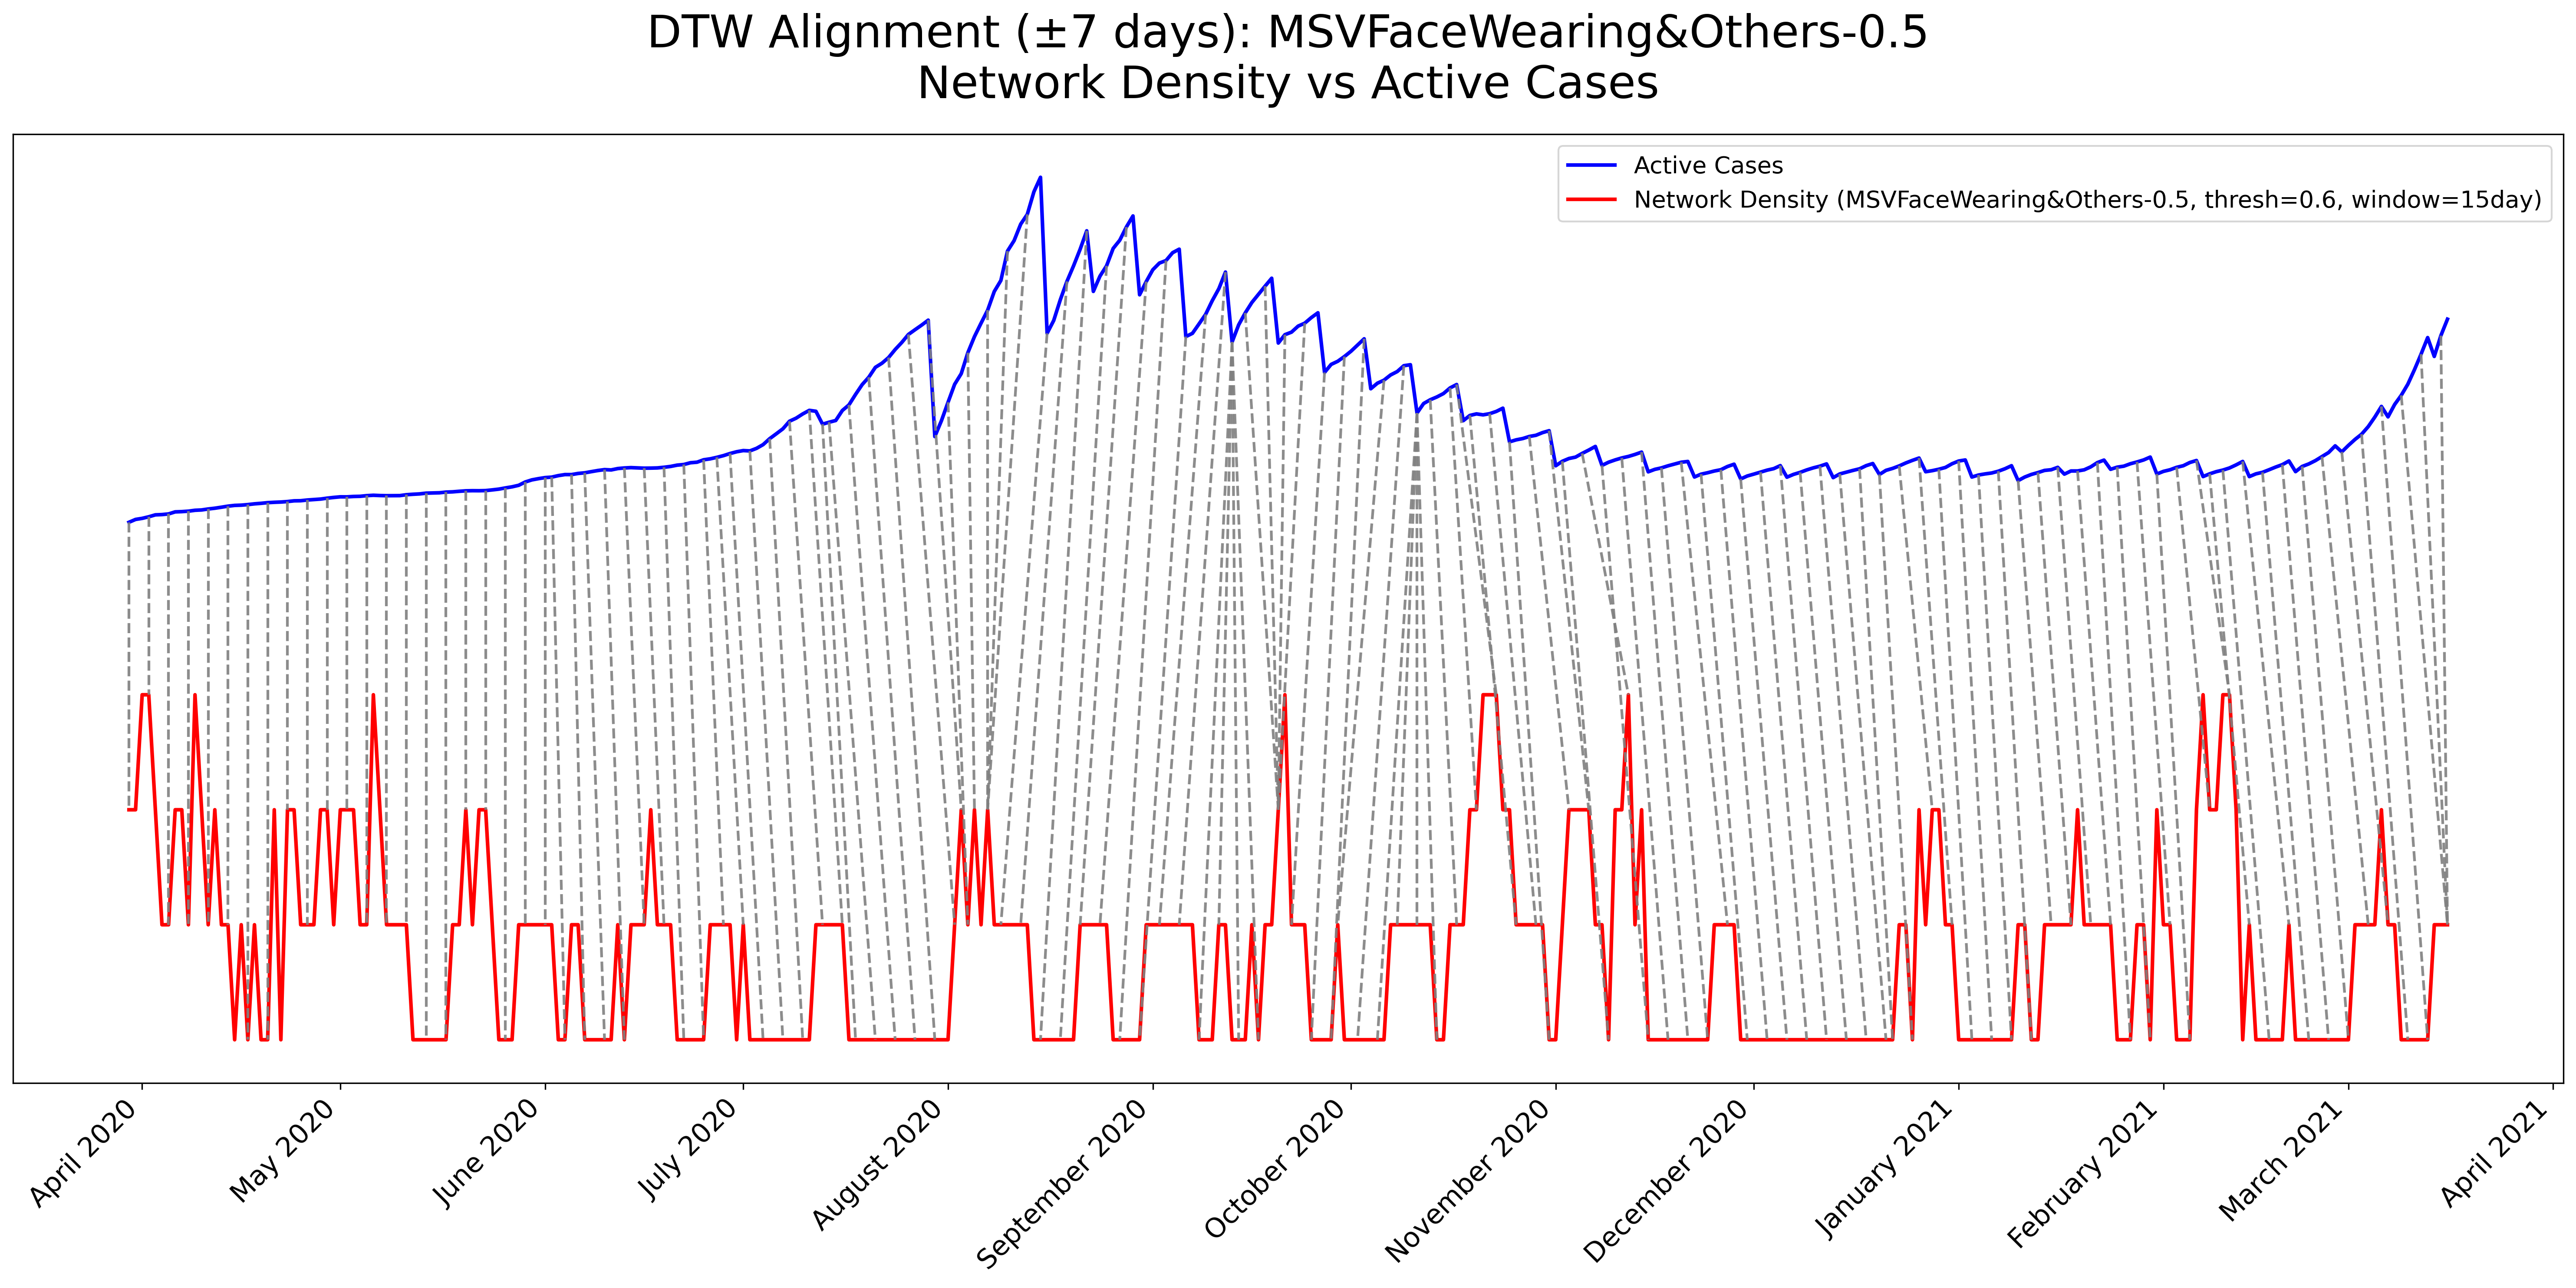 DTW Alignment (±7 days): MSVFaceWearing&Others-0.5
Network Density vs Active Cases
Active Cases
Network Density (MSVFaceWearing&Others-0.5, thresh=0.6, window=15day)
April 2020
May 2020
June 2020
July 2020
August 2020
September 2020
October 2020
November 2020
December 2020
January 2021
February 2021
March 2021
April 2021